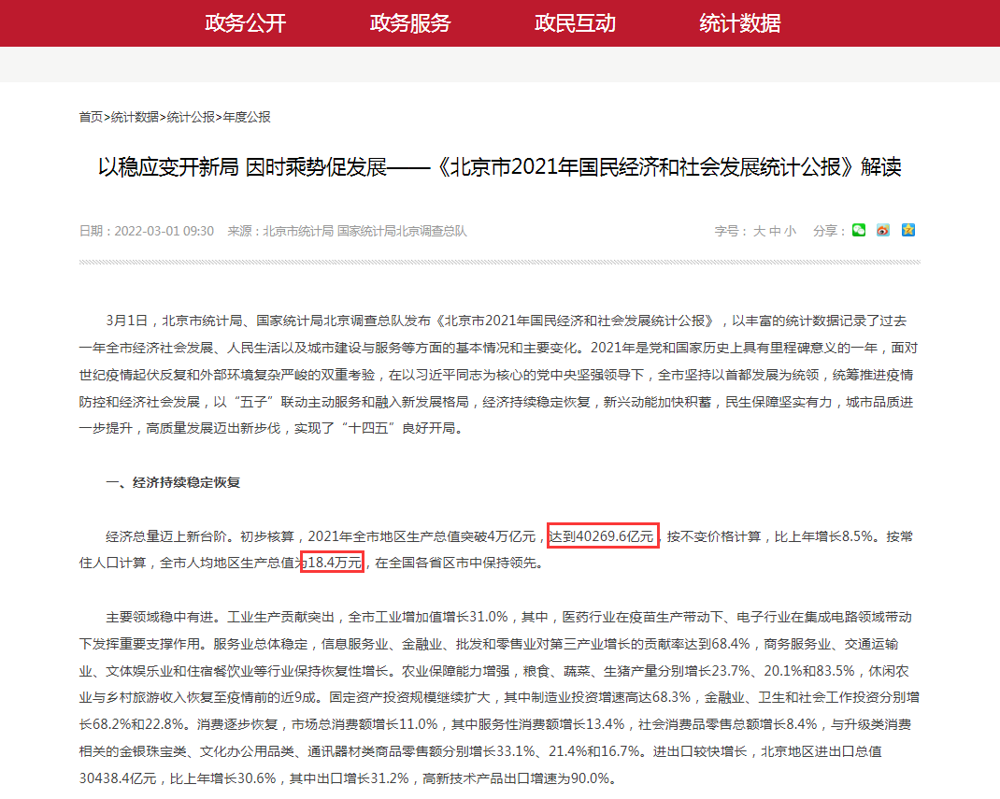 政务公开 政务服务 政民互动 统计数据
首页>统计数据>统计公报>年度公报
以稳应变开新局 因时乘势促发展——《北京市2021年国民经济和社会发展统计公报》解读
日期：2022-03-01 09:30 来源：北京市统计局 国家统计局北京调查总队 字号： 大 中 小 分享：
3月1日，北京市统计局、国家统计局北京调查总队发布《北京市2021年国民经济和社会发展统计公报》，以丰富的统计数据记录了过去
一年全市经济社会发展、人民生活以及城市建设与服务等方面的基本情况和主要变化。2021年是党和国家历史上具有里程碑意义的一年，面对
世纪疫情起伏反复和外部环境复杂严峻的双重考验，在以习近平同志为核心的党中央坚强领导下，全市坚持以首都发展为统领，统筹推进疫情
防控和经济社会发展，以“五子”联动主动服务和融入新发展格局，经济持续稳定恢复，新兴动能加快积蓄，民生保障坚实有力，城市品质进
一步提升，高质量发展迈出新步伐，实现了“十四五”良好开局。
一、经济持续稳定恢复
经济总量迈上新台阶。初步核算，2021年全市地区生产总值突破4万亿元，达到40269.6亿元，按不变价格计算，比上年增长8.5%。按常
住人口计算，全市人均地区生产总值为18.4万元，在全国各省区市中保持领先。
主要领域稳中有进。工业生产贡献突出，全市工业增加值增长31.0%，其中，医药行业在疫苗生产带动下、电子行业在集成电路领域带动
下发挥重要支撑作用。服务业总体稳定，信息服务业、金融业、批发和零售业对第三产业增长的贡献率达到68.4%，商务服务业、交通运输
业、文体娱乐业和住宿餐饮业等行业保持恢复性增长。农业保障能力增强，粮食、蔬菜、生猪产量分别增长23.7%、20.1%和83.5%，休闲农
业与乡村旅游收入恢复至疫情前的近9成。固定资产投资规模继续扩大，其中制造业投资增速高达68.3%，金融业、卫生和社会工作投资分别增
长68.2%和22.8%。消费逐步恢复，市场总消费额增长11.0%，其中服务性消费额增长13.4%，社会消费品零售总额增长8.4%，与升级类消费
相关的金银珠宝类、文化办公用品类、通讯器材类商品零售额分别增长33.1%、21.4%和16.7%。进出口较快增长，北京地区进出口总值
30438.4亿元，比上年增长30.6%，其中出口增长31.2%，高新技术产品出口增速为90.0%。